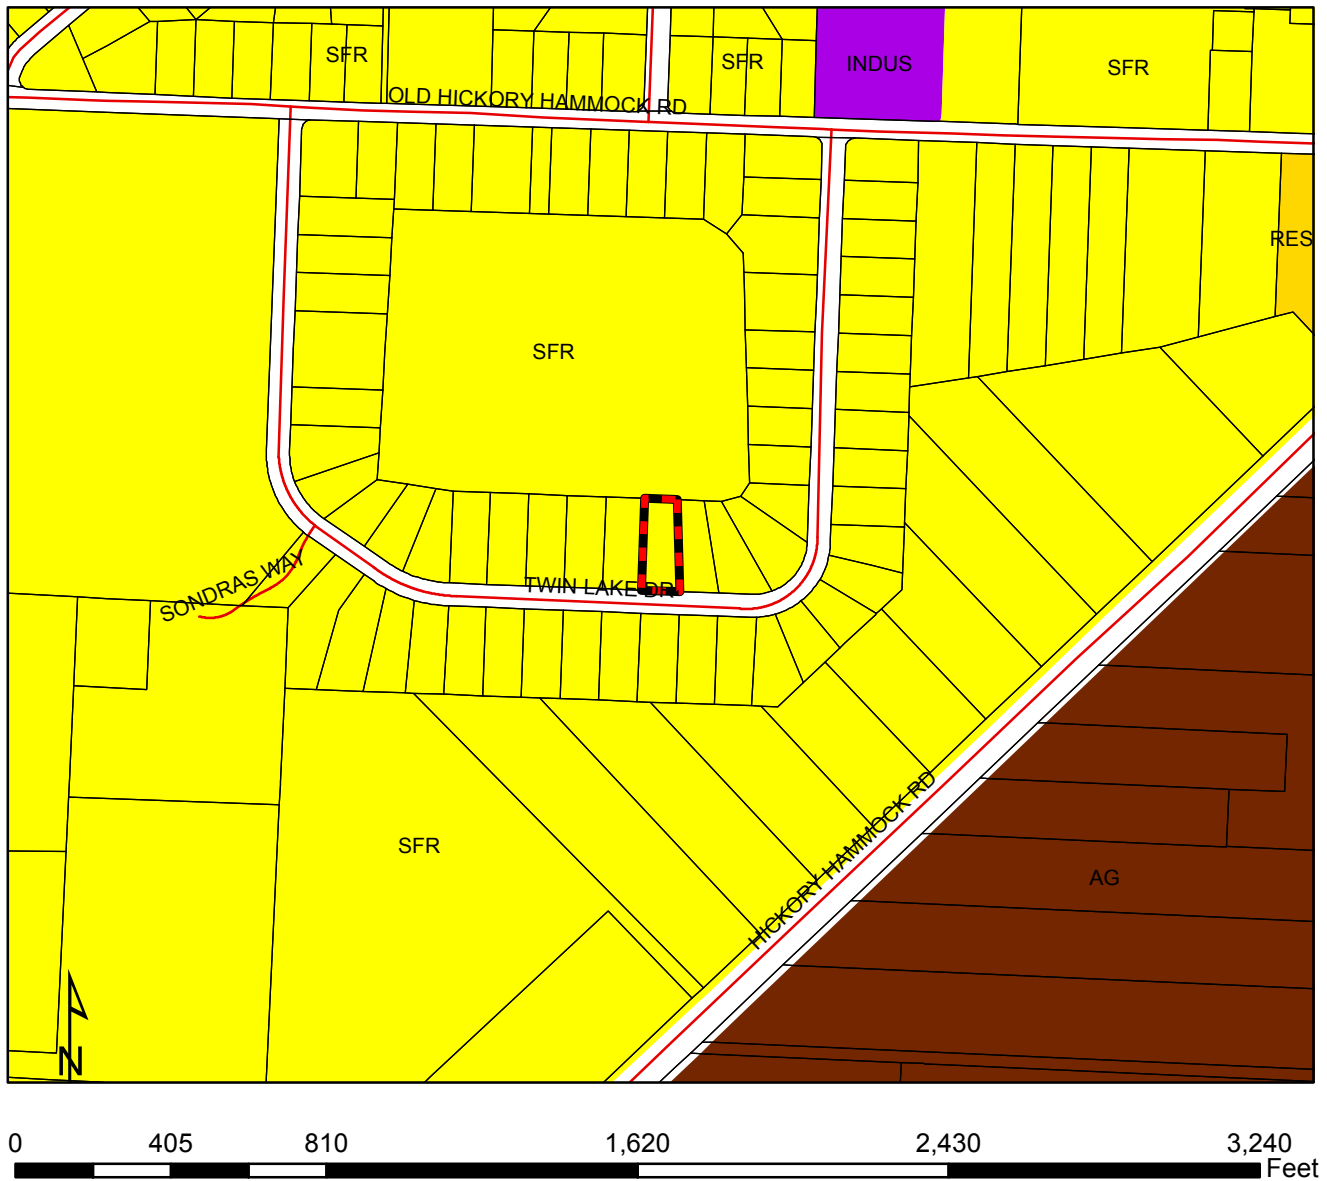 SFR
SFR
INDUS
SFR
OLD HICKORY HAMMOCK RD
RES
SFR
SONDRAS WAY
TWIN LAKE DR
HICKORY HAMMOCK RD
SFR
AG
N
0 405 810 1,620 2,430 3,240
Feet